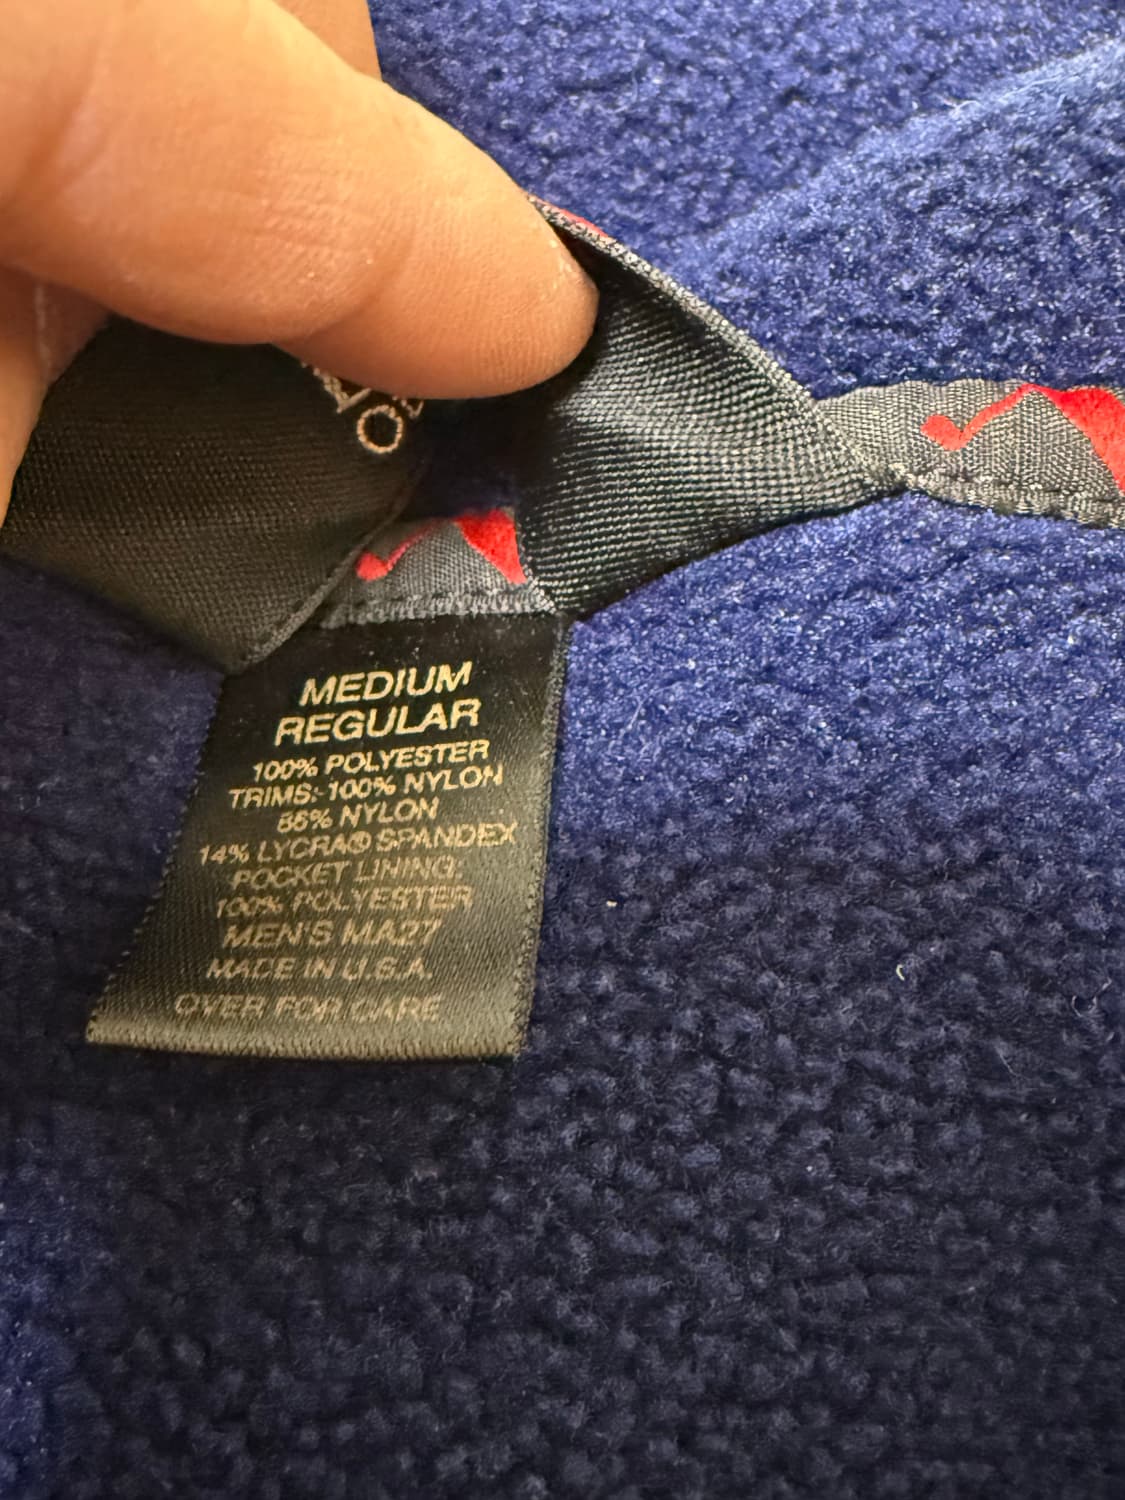 MEDIUM
REGULAR
100% POLYESTER
TRIMS: 100% NYLON
86% NYLON
14% LYCRA® SPANDEX
POCKET LINING:
100% POLYESTER
MEN'S MA27
MADE IN U.S.A.
OVER FOR CARE